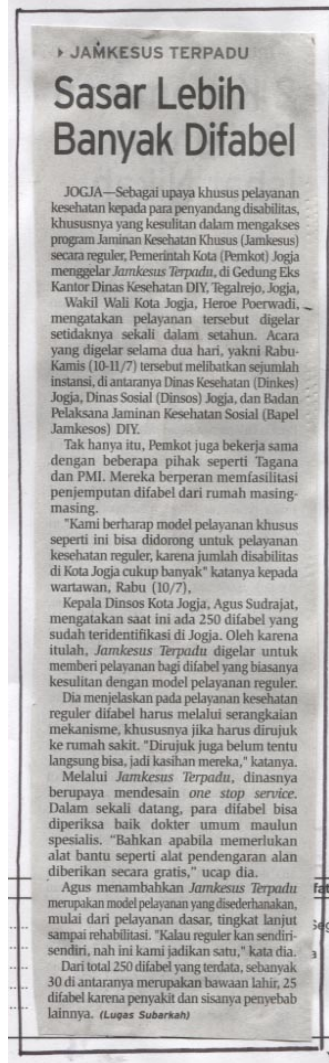 ▸ JAMKESUS TERPADU
Sasar Lebih
Banyak Difabel
JOGJA—Sebagai upaya khusus pelayanan
kesehatan kepada para penyandang disabilitas,
khususnya yang kesulitan dalam mengakses
program Jaminan Kesehatan Khusus (Jamkesus)
secara reguler, Pemerintah Kota (Pemkot) Jogja
menggelar Jamkesus Terpadu, di Gedung Eks
Kantor Dinas Kesehatan DIY, Tegalrejo, Jogja,
Wakil Wali Kota Jogja, Heroe Poerwadi,
mengatakan pelayanan tersebut digelar
setidaknya sekali dalam setahun. Acara
yang digelar selama dua hari, yakni Rabu-
Kamis (10-11/7) tersebut melibatkan sejumlah
instansi, di antaranya Dinas Kesehatan (Dinkes)
Jogja, Dinas Sosial (Dinsos) Jogja, dan Badan
Pelaksana Jaminan Kesehatan Sosial (Bapel
Jamkesos) DIY.
Tak hanya itu, Pemkot juga bekerja sama
dengan beberapa pihak seperti Tagana
dan PMI. Mereka berperan memfasilitasi
penjemputan difabel dari rumah masing-
masing.
"Kami berharap model pelayanan khusus
seperti ini bisa didorong untuk pelayanan
kesehatan reguler, karena jumlah disabilitas
di Kota Jogja cukup banyak" katanya kepada
wartawan, Rabu (10/7),
Kepala Dinsos Kota Jogja, Agus Sudrajat,
mengatakan saat ini ada 250 difabel yang
sudah teridentifikasi di Jogja. Oleh karena
itulah, Jamkesus Terpadu digelar untuk
memberi pelayanan bagi difabel yang biasanya
kesulitan dengan model pelayanan reguler.
Dia menjelaskan pada pelayanan kesehatan
reguler difabel harus melalui serangkaian
mekanisme, khususnya jika harus dirujuk
ke rumah sakit. "Dirujuk juga belum tentu
langsung bisa, jadi kasihan mereka," katanya.
Melalui Jamkesus Terpadu, dinasnya
berupaya mendesain one stop service.
Dalam sekali datang, para difabel bisa
diperiksa baik dokter umum maulun
spesialis. "Bahkan apabila memerlukan
alat bantu seperti alat pendengaran alan
diberikan secara gratis," ucap dia.
Agus menambahkan Jamkesus Terpadu
merupakan model pelayanan yang disederhanakan,
mulai dari pelayanan dasar, tingkat lanjut
sampai rehabilitasi. "Kalau reguler kan sendiri-
sendiri, nah ini kami jadikan satu," kata dia.
Dari total 250 difabel yang terdata, sebanyak
30 di antaranya merupakan bawaan lahir, 25
difabel karena penyakit dan sisanya penyebab
lainnya. (Lugas Subarkah)